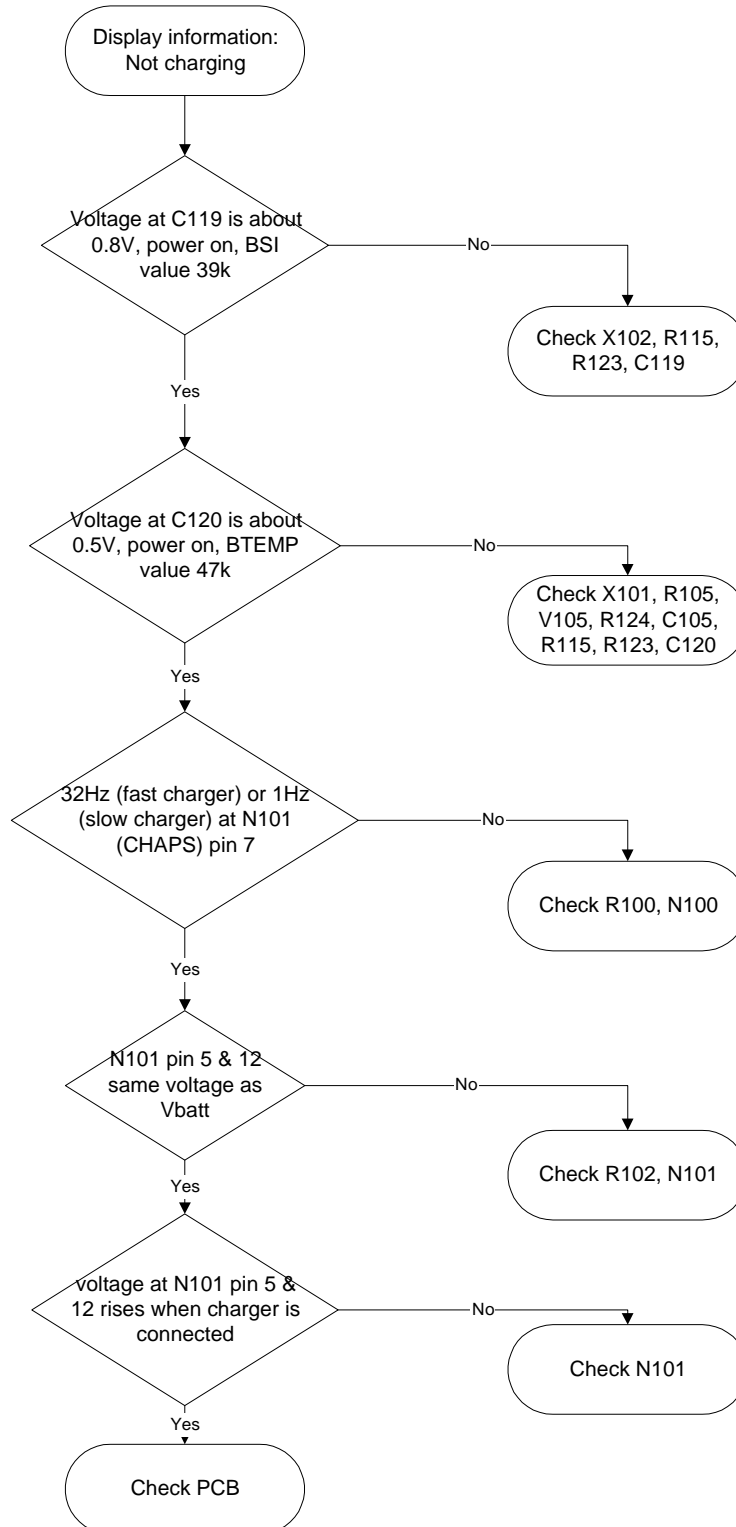 Display information:
Not charging
Voltage at C119 is about
0.8V, power on, BSI
value 39k
No
Check X102, R115,
R123, C119
Yes
Voltage at C120 is about
0.5V, power on, BTEMP
value 47k
No
Check X101, R105,
V105, R124, C105,
R115, R123, C120
Yes
32Hz (fast charger) or 1Hz
(slow charger) at N101
(CHAPS) pin 7
No
Check R100, N100
Yes
N101 pin 5 & 12
same voltage as
Vbatt
No
Check R102, N101
Yes
voltage at N101 pin 5 &
12 rises when charger is
connected
No
Check N101
Yes
Check PCB